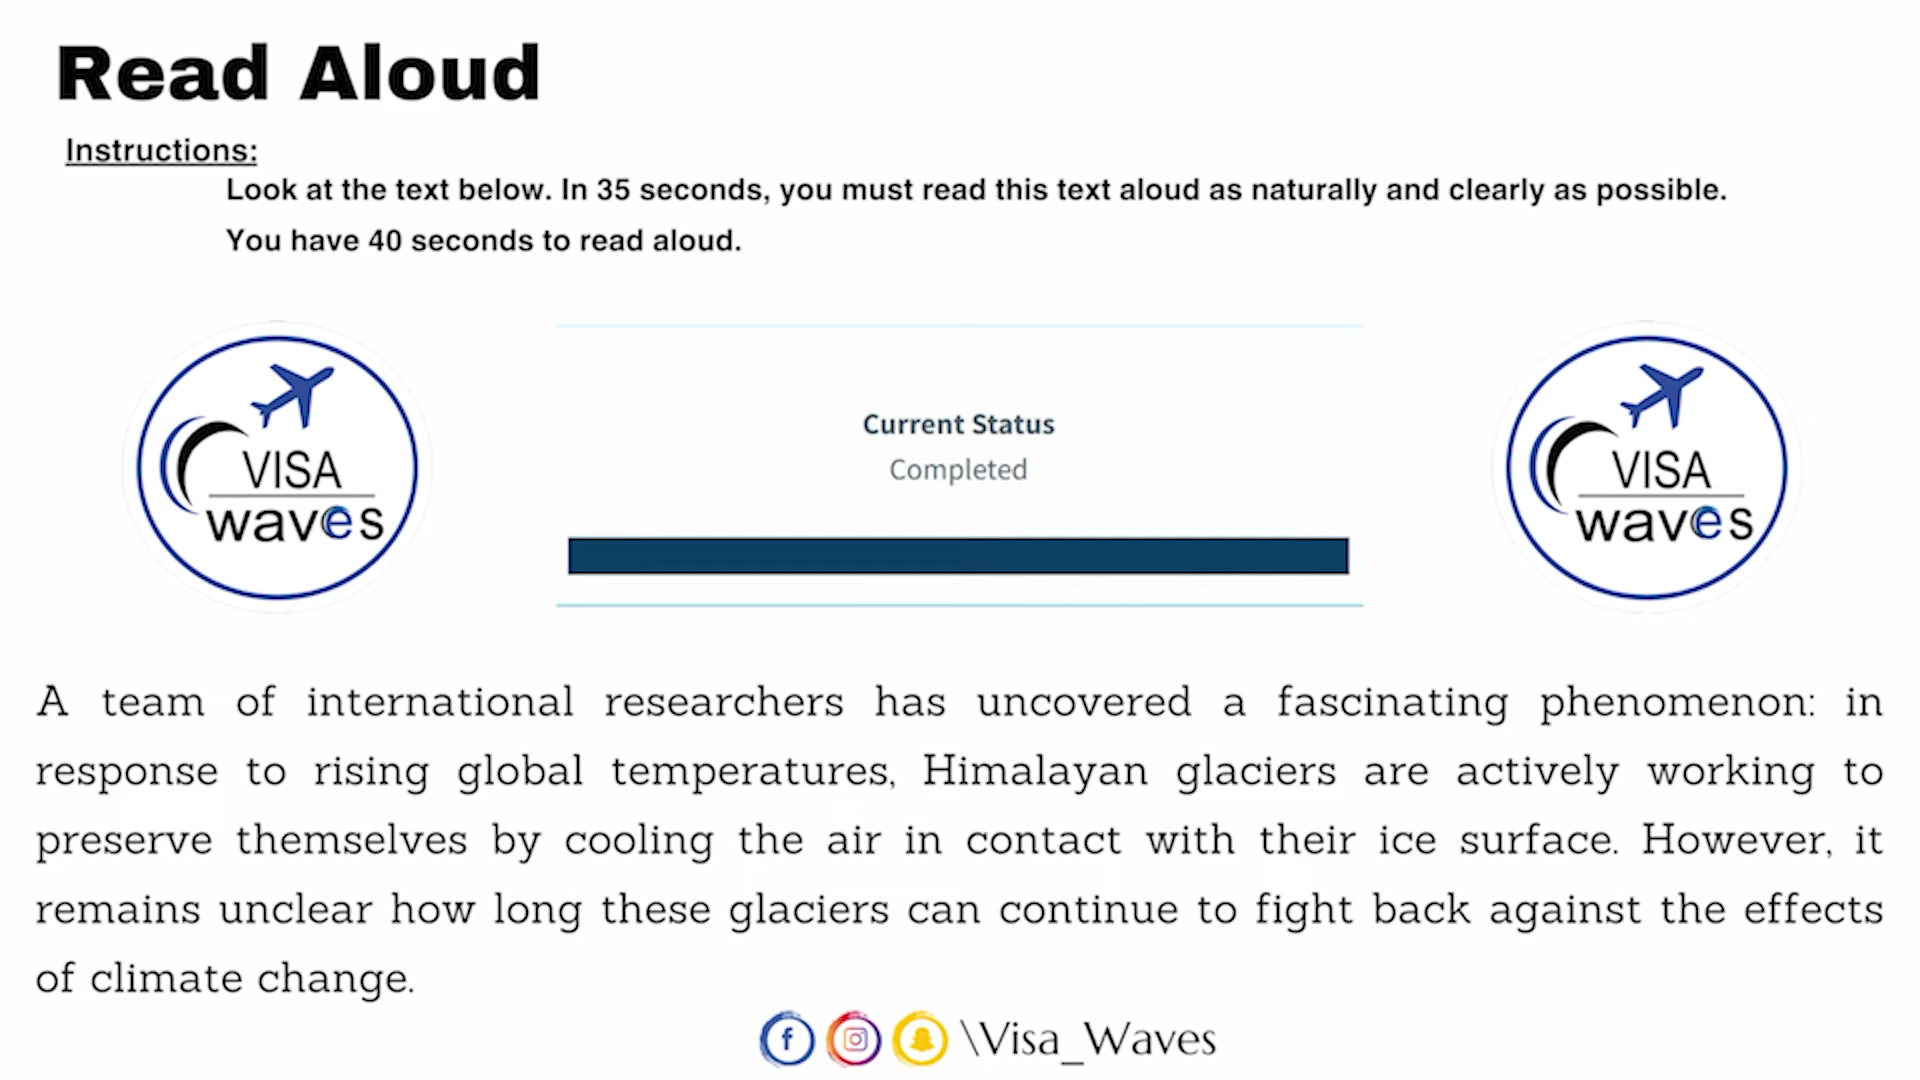 Read Aloud
Instructions:
Look at the text below. In 35 seconds, you must read this text aloud as naturally and clearly as possible.
You have 40 seconds to read aloud.
VISA
waves
Current Status
Completed
VISA
waves
A team of international researchers has uncovered a fascinating phenomenon: in
response to rising global temperatures, Himalayan glaciers are actively working to
preserve themselves by cooling the air in contact with their ice surface. However, it
remains unclear how long these glaciers can continue to fight back against the effects
of climate change.
f \Visa_Waves